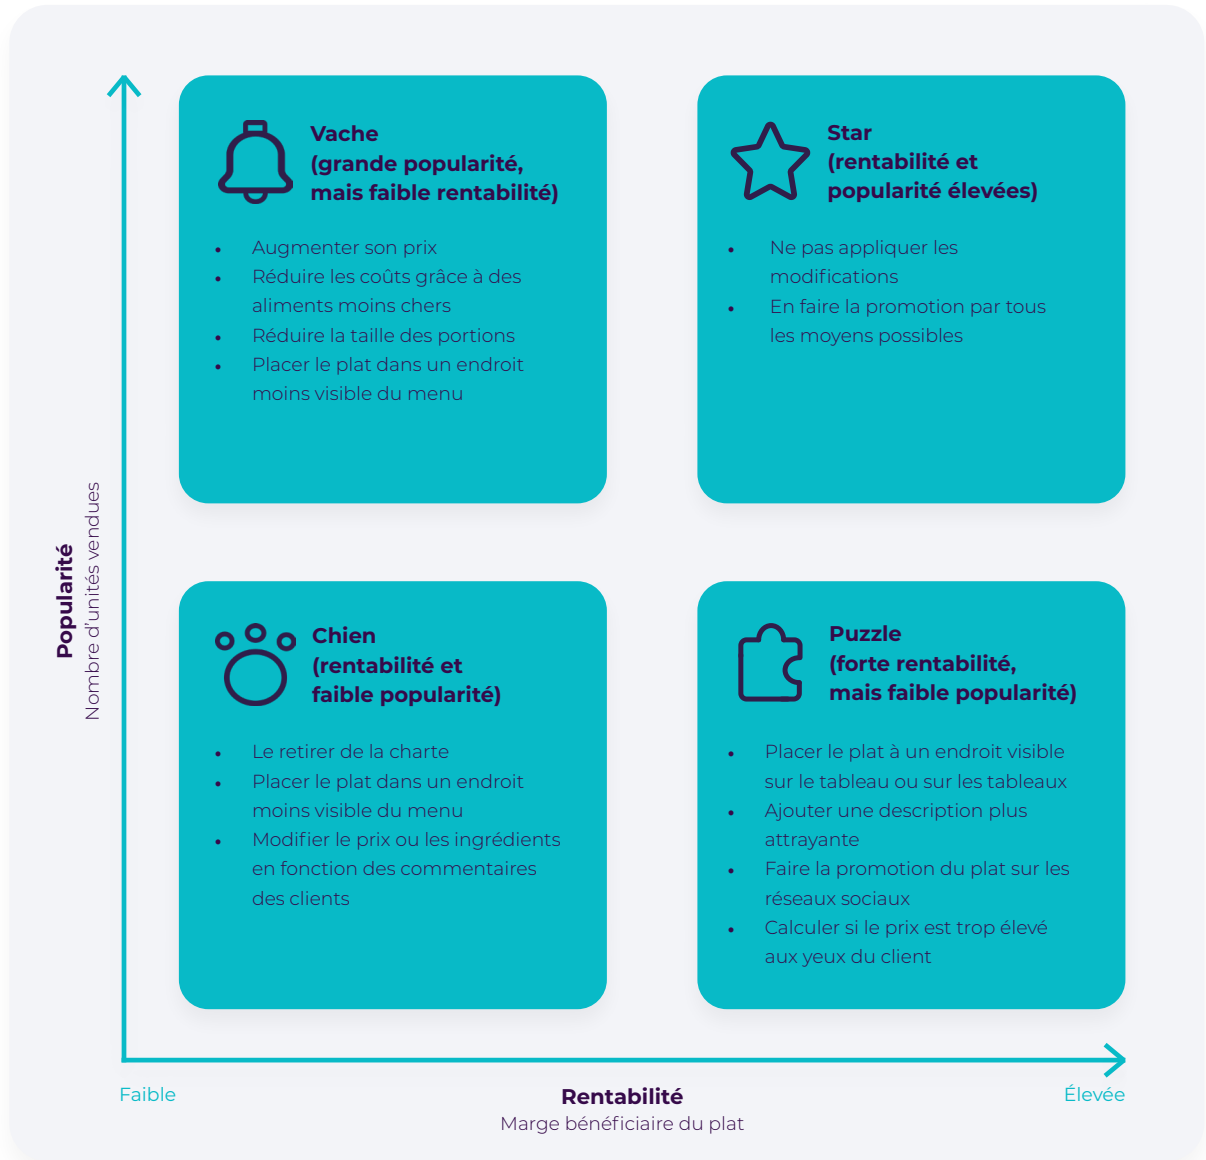 Vache
(grande popularité,
mais faible rentabilité)
• Augmenter son prix
• Réduire les coûts grâce à des
aliments moins chers
• Réduire la taille des portions
• Placer le plat dans un endroit
moins visible du menu
Star
(rentabilité et
popularité élevées)
• Ne pas appliquer les
modifications
• En faire la promotion par tous
les moyens possibles
Popularité
Nombre d'unités vendues
Chien
(rentabilité et
faible popularité)
• Le retirer de la charte
• Placer le plat dans un endroit
moins visible du menu
• Modifier le prix ou les ingrédients
en fonction des commentaires
des clients
Puzzle
(forte rentabilité,
mais faible popularité)
• Placer le plat à un endroit visible
sur le tableau ou sur les tableaux
• Ajouter une description plus
attrayante
• Faire la promotion du plat sur les
réseaux sociaux
• Calculer si le prix est trop élevé
aux yeux du client
Faible
Rentabilité
Marge bénéficiaire du plat
Élevée